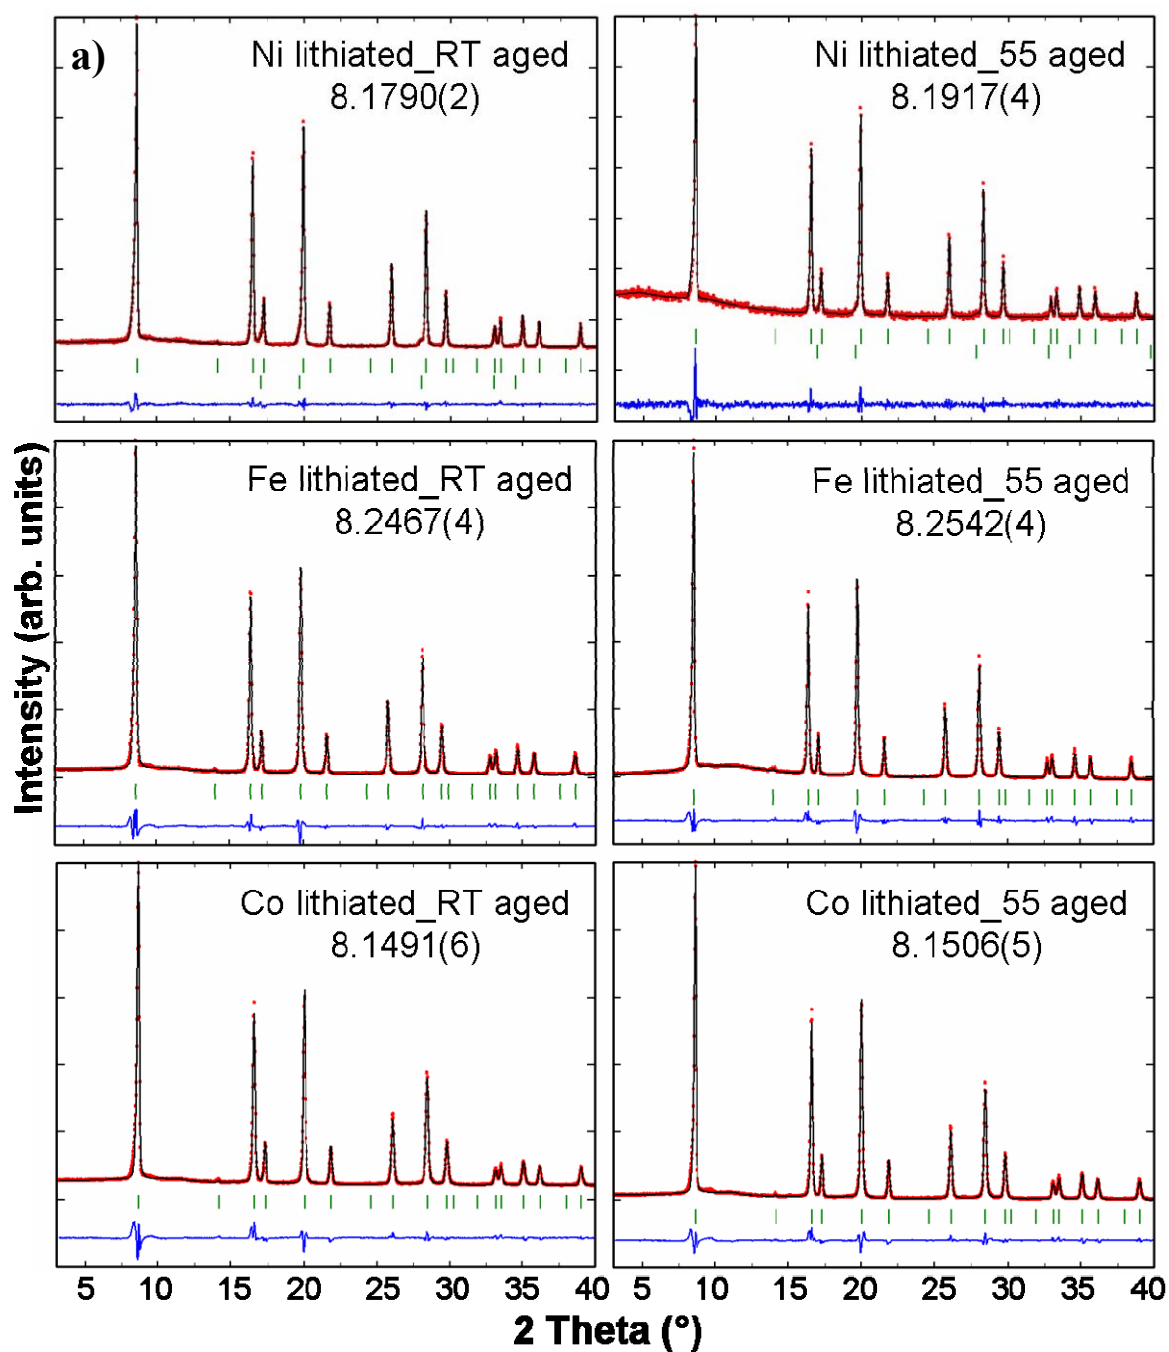 a)
Ni lithiated_RT aged
8.1790(2)
Ni lithiated_55 aged
8.1917(4)
Fe lithiated_RT aged
8.2467(4)
Fe lithiated_55 aged
8.2542(4)
Co lithiated_RT aged
8.1491(6)
Co lithiated_55 aged
8.1506(5)
Intensity (arb. units)
5 10 15 20 25 30 35 40
5 10 15 20 25 30 35 40
2 Theta (°)